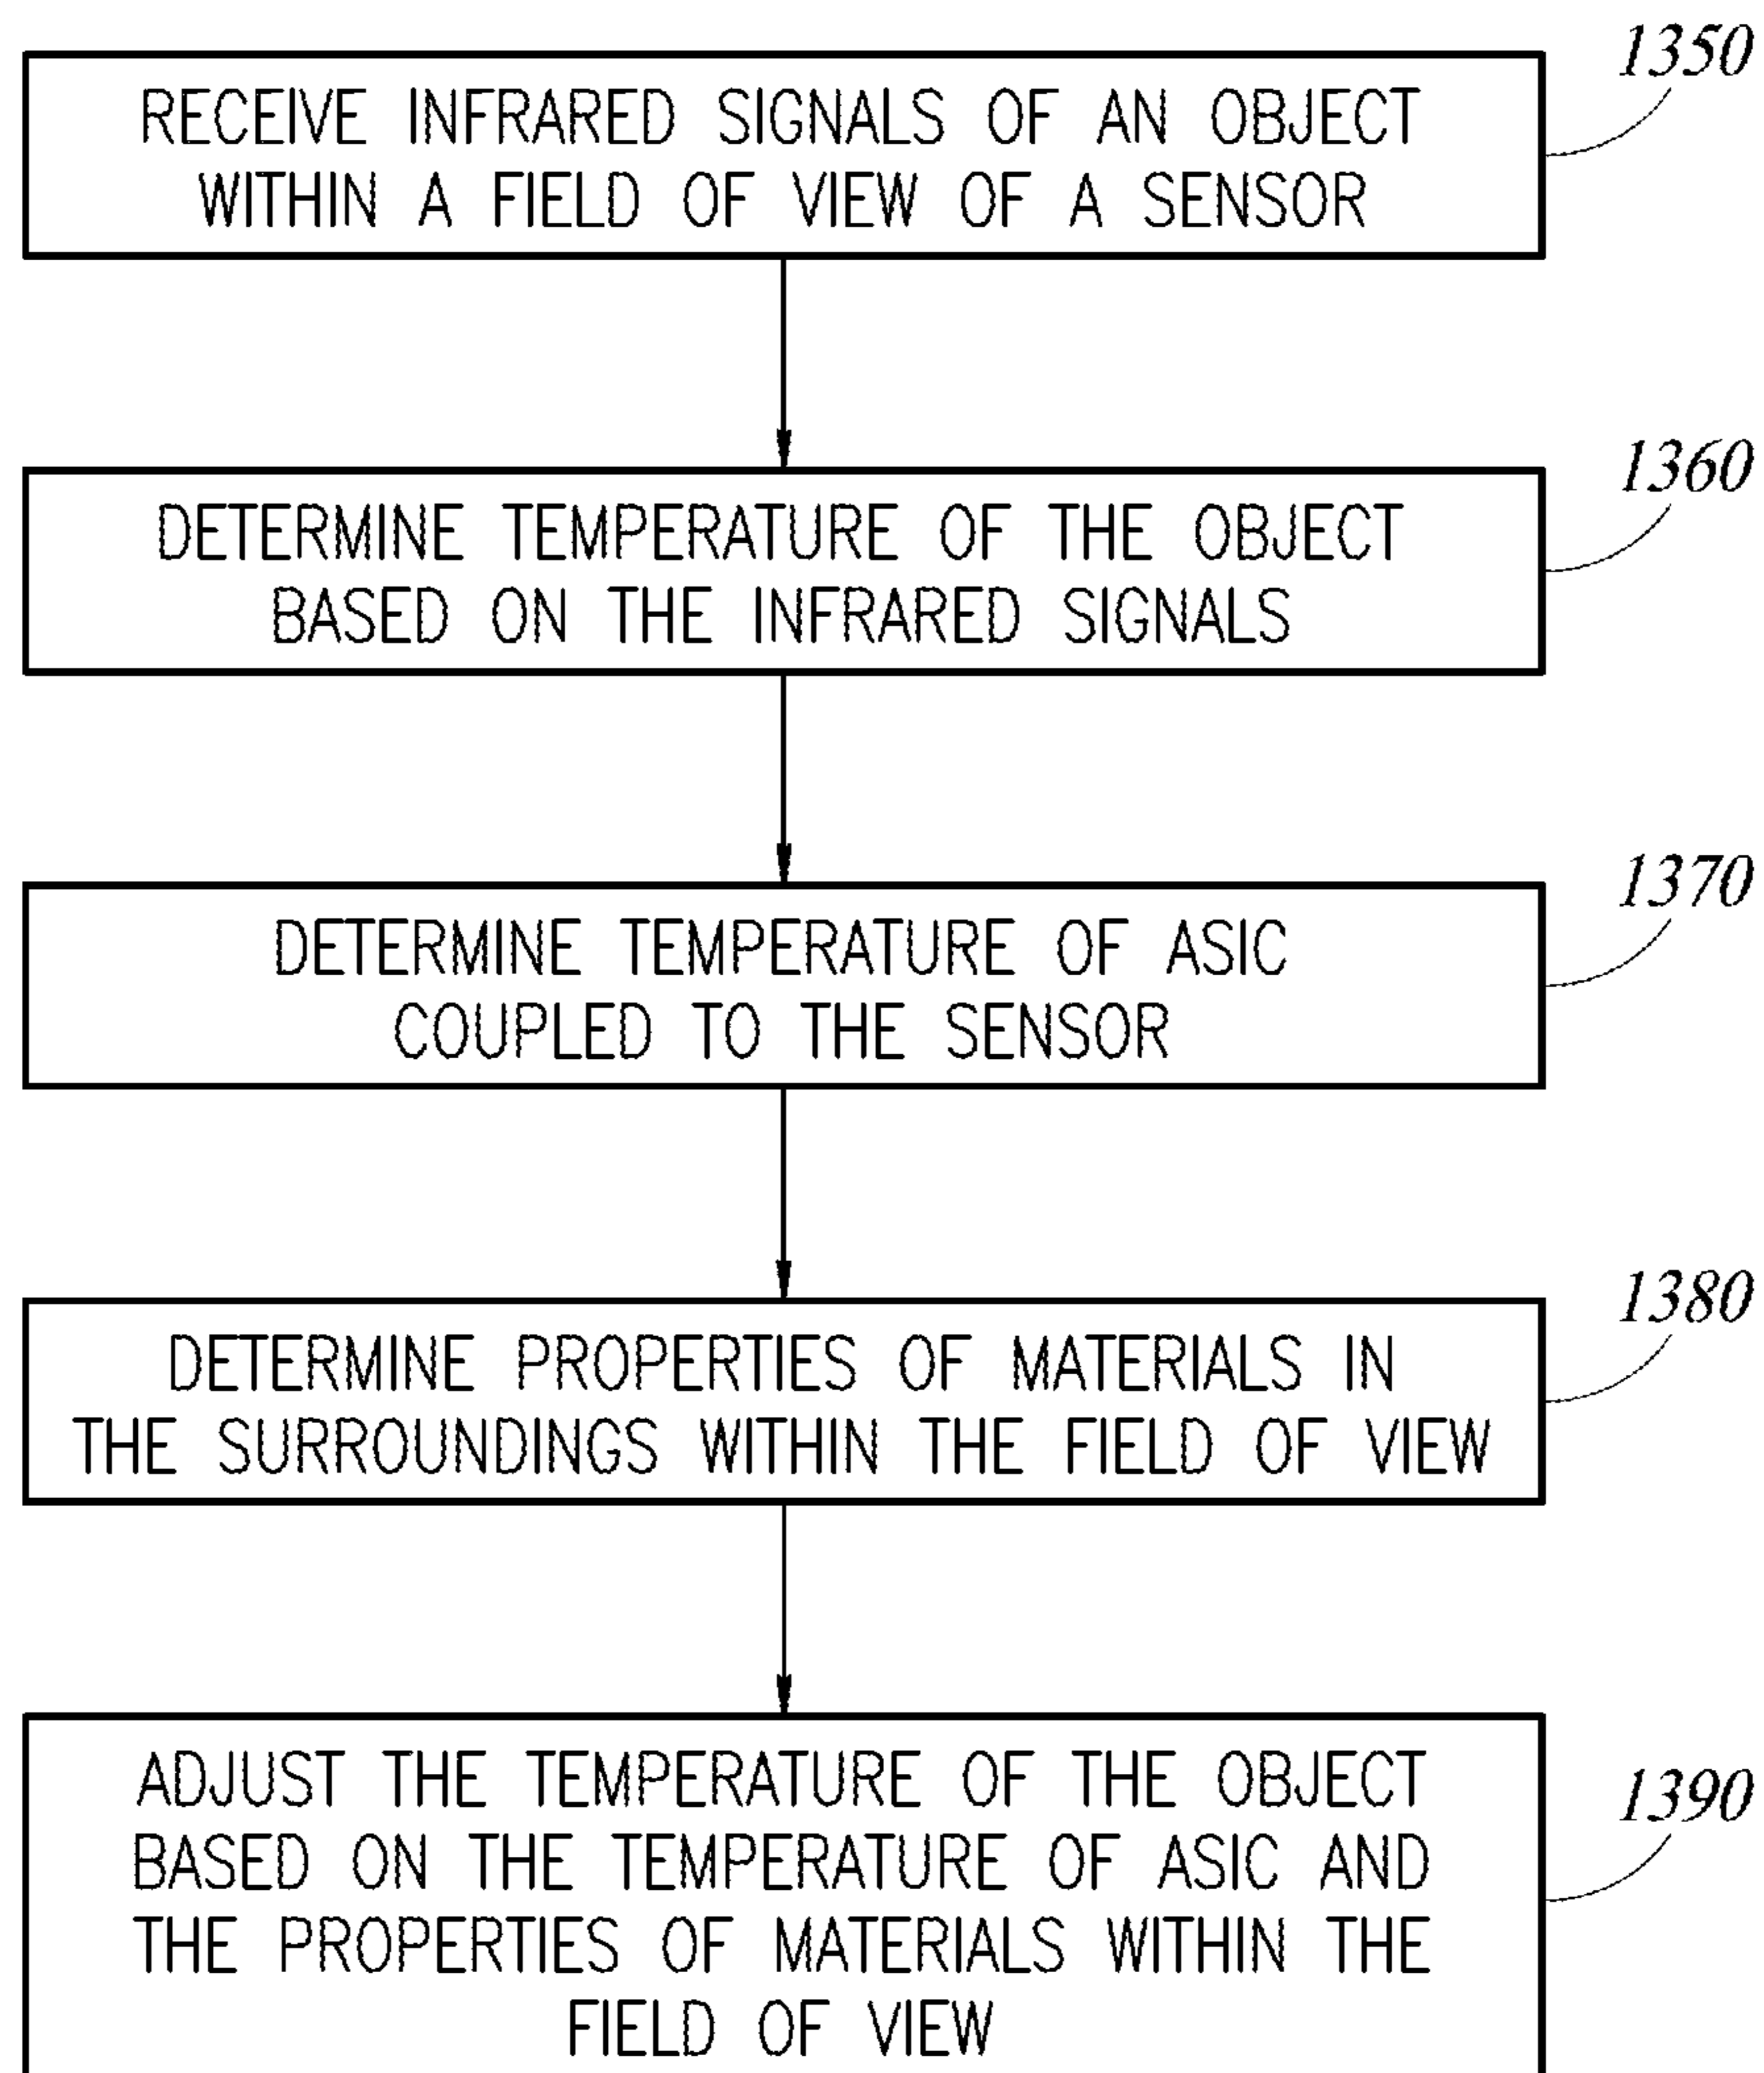 1350
RECEIVE INFRARED SIGNALS OF AN OBJECT
WITHIN A FIELD OF VIEW OF A SENSOR
1360
DETERMINE TEMPERATURE OF THE OBJECT
BASED ON THE INFRARED SIGNALS
1370
DETERMINE TEMPERATURE OF ASIC
COUPLED TO THE SENSOR
1380
DETERMINE PROPERTIES OF MATERIALS IN
THE SURROUNDINGS WITHIN THE FIELD OF VIEW
1390
ADJUST THE TEMPERATURE OF THE OBJECT
BASED ON THE TEMPERATURE OF ASIC AND
THE PROPERTIES OF MATERIALS WITHIN THE
FIELD OF VIEW